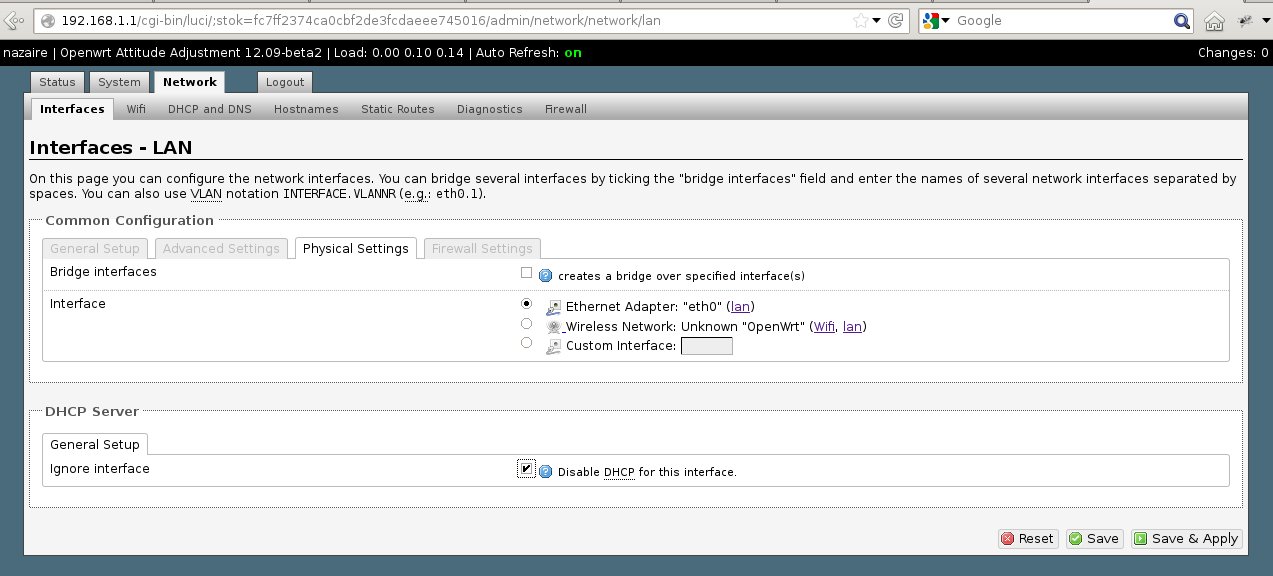 192.168.1.1/cgi-bin/luci/;stok=fc7ff2374ca0cbf2de3fcdaeee745016/admin/network/network/lan
Google
nazaire | Openwrt Attitude Adjustment 12.09-beta2 | Load: 0.00 0.10 0.14 | Auto Refresh: on
Changes: 0
Status System Network Logout
Interfaces Wifi DHCP and DNS Hostnames Static Routes Diagnostics Firewall
Interfaces - LAN
On this page you can configure the network interfaces. You can bridge several interfaces by ticking the "bridge interfaces" field and enter the names of several network interfaces separated by
spaces. You can also use VLAN notation INTERFACE.VLANNR (e.g.: eth0.1).
Common Configuration
General Setup Advanced Settings Physical Settings Firewall Settings
Bridge interfaces
creates a bridge over specified interface(s)
Interface
Ethernet Adapter: "eth0" (lan)
Wireless Network: Unknown "OpenWrt" (Wifi, lan)
Custom Interface:
DHCP Server
General Setup
Ignore interface
Disable DHCP for this interface.
Reset Save Save & Apply